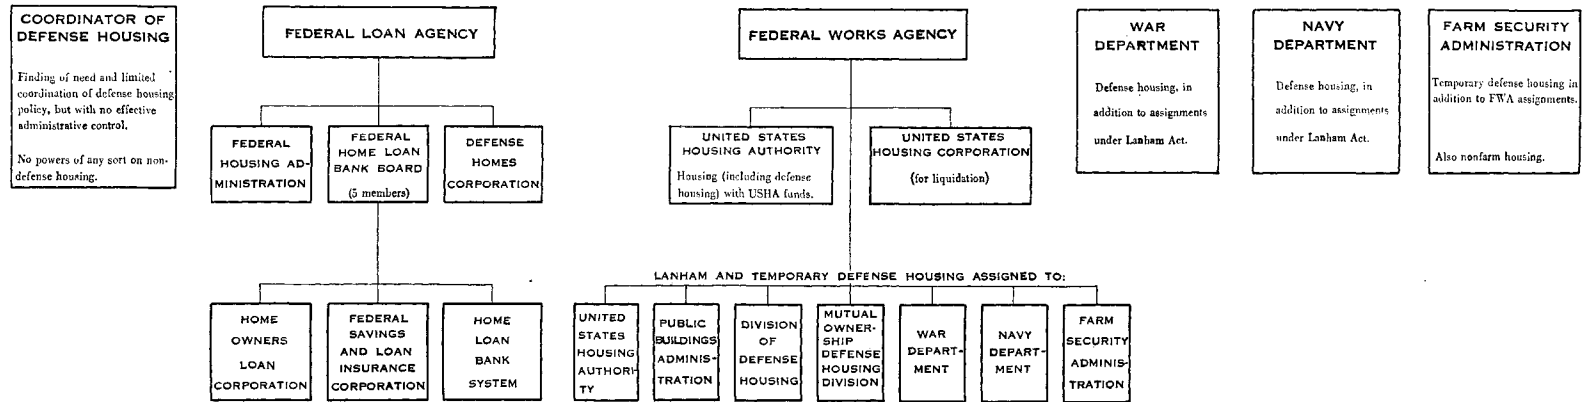 COORDINATOR OF
DEFENSE HOUSING
Finding of need and limited
coordination of defense housing
policy, but with no effective
administrative control.
No powers of any sort on non-
defense housing.
FEDERAL LOAN AGENCY
FEDERAL
HOUSING AD-
MINISTRATION
FEDERAL
HOME LOAN
BANK BOARD
(5 members)
DEFENSE
HOMES
CORPORATION
HOME
OWNERS
LOAN
CORPORATION
FEDERAL
SAVINGS
AND LOAN
INSURANCE
CORPORATION
HOME
LOAN
BANK
SYSTEM
FEDERAL WORKS AGENCY
UNITED STATES
HOUSING AUTHORITY
Housing (including defense
housing) with USHA funds.
UNITED STATES
HOUSING CORPORATION
(for liquidation)
LANHAM AND TEMPORARY DEFENSE HOUSING ASSIGNED TO:
UNITED
STATES
HOUSING
AUTHORI-
TY
PUBLIC
BUILDINGS
ADMINIS-
TRATION
DIVISION
OF
DEFENSE
HOUSING
MUTUAL
OWNER-
SHIP
DEFENSE
HOUSING
DIVISION
WAR
DEPART-
MENT
NAVY
DEPART-
MENT
FARM
SECURITY
ADMINIS-
TRATION
WAR
DEPARTMENT
Defense housing, in
addition to assignments
under Lanham Act.
NAVY
DEPARTMENT
Defense housing, in
addition to assignments
under Lanham Act.
FARM SECURITY
ADMINISTRATION
Temporary defense housing in
addition to FWA assignments.
Also nonfarm housing.